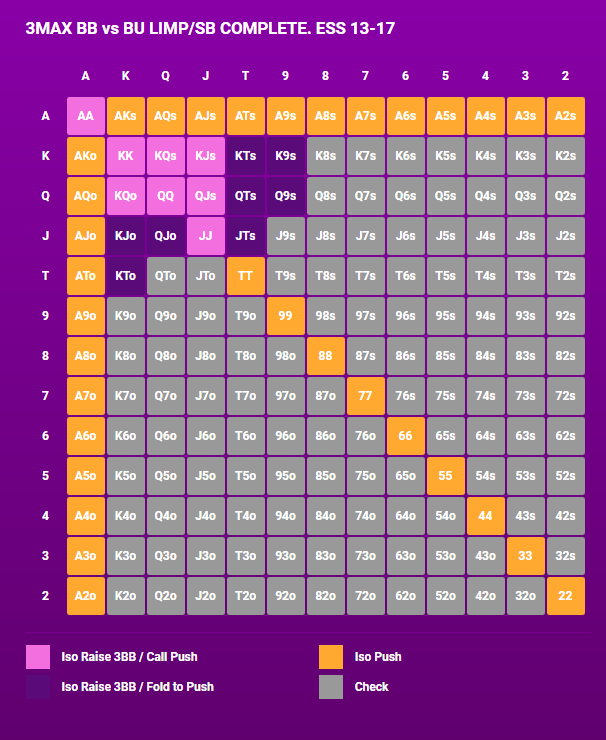 3MAX BB vs BU LIMP/SB COMPLETE. ESS 13-17
A K Q J T 9 8 7 6 5 4 3 2
A AA AKs AQs AJs ATs A9s A8s A7s A6s A5s A4s A3s A2s
K AKo KK KQs KJs KTs K9s K8s K7s K6s K5s K4s K3s K2s
Q AQo KQo QQ QJs QTs Q9s Q8s Q7s Q6s Q5s Q4s Q3s Q2s
J AJo KJo QJo JJ JTs J9s J8s J7s J6s J5s J4s J3s J2s
T ATo KTo QTo JTo TT T9s T8s T7s T6s T5s T4s T3s T2s
9 A9o K9o Q9o J9o T9o 99 98s 97s 96s 95s 94s 93s 92s
8 A8o K8o Q8o J8o T8o 98o 88 87s 86s 85s 84s 83s 82s
7 A7o K7o Q7o J7o T7o 97o 87o 77 76s 75s 74s 73s 72s
6 A6o K6o Q6o J6o T6o 96o 86o 76o 66 65s 64s 63s 62s
5 A5o K5o Q5o J5o T5o 95o 85o 75o 65o 55 54s 53s 52s
4 A4o K4o Q4o J4o T4o 94o 84o 74o 64o 54o 44 43s 42s
3 A3o K3o Q3o J3o T3o 93o 83o 73o 63o 53o 43o 33 32s
2 A2o K2o Q2o J2o T2o 92o 82o 72o 62o 52o 42o 32o 22
Iso Raise 3BB / Call Push Iso Push
Iso Raise 3BB / Fold to Push Check